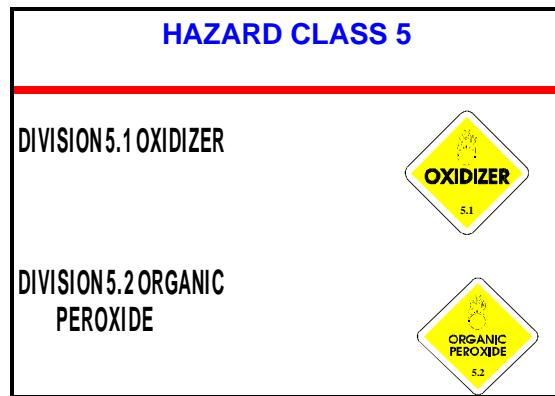 HAZARD CLASS 5
DIVISION 5.1 OXIDIZER
OXIDIZER
5.1
DIVISION 5.2 ORGANIC
PEROXIDE
ORGANIC
PEROXIDE
5.2